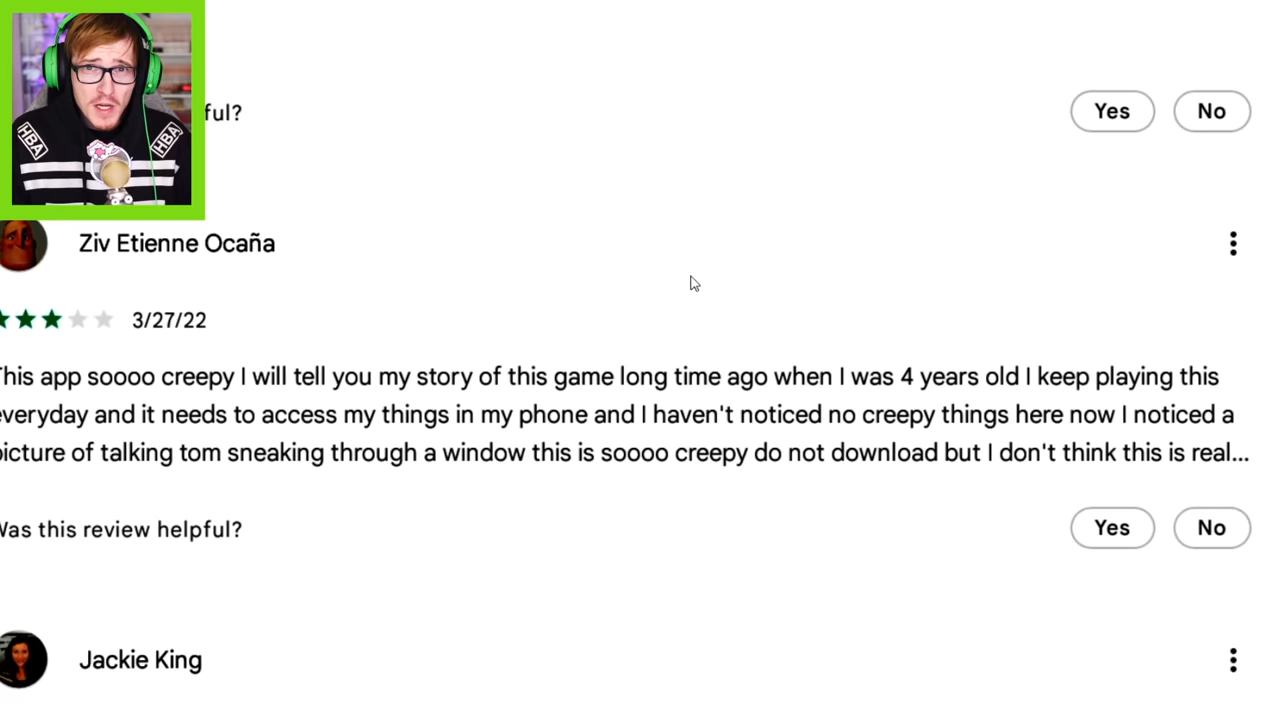 HBA
HBA
ful?
Yes
No
Ziv Etienne Ocaña
3/27/22
This app soooo creepy I will tell you my story of this game long time ago when I was 4 years old I keep playing this
everyday and it needs to access my things in my phone and I haven't noticed no creepy things here now I noticed a
picture of talking tom sneaking through a window this is soooo creepy do not download but I don't think this is real...
Was this review helpful?
Yes
No
Jackie King